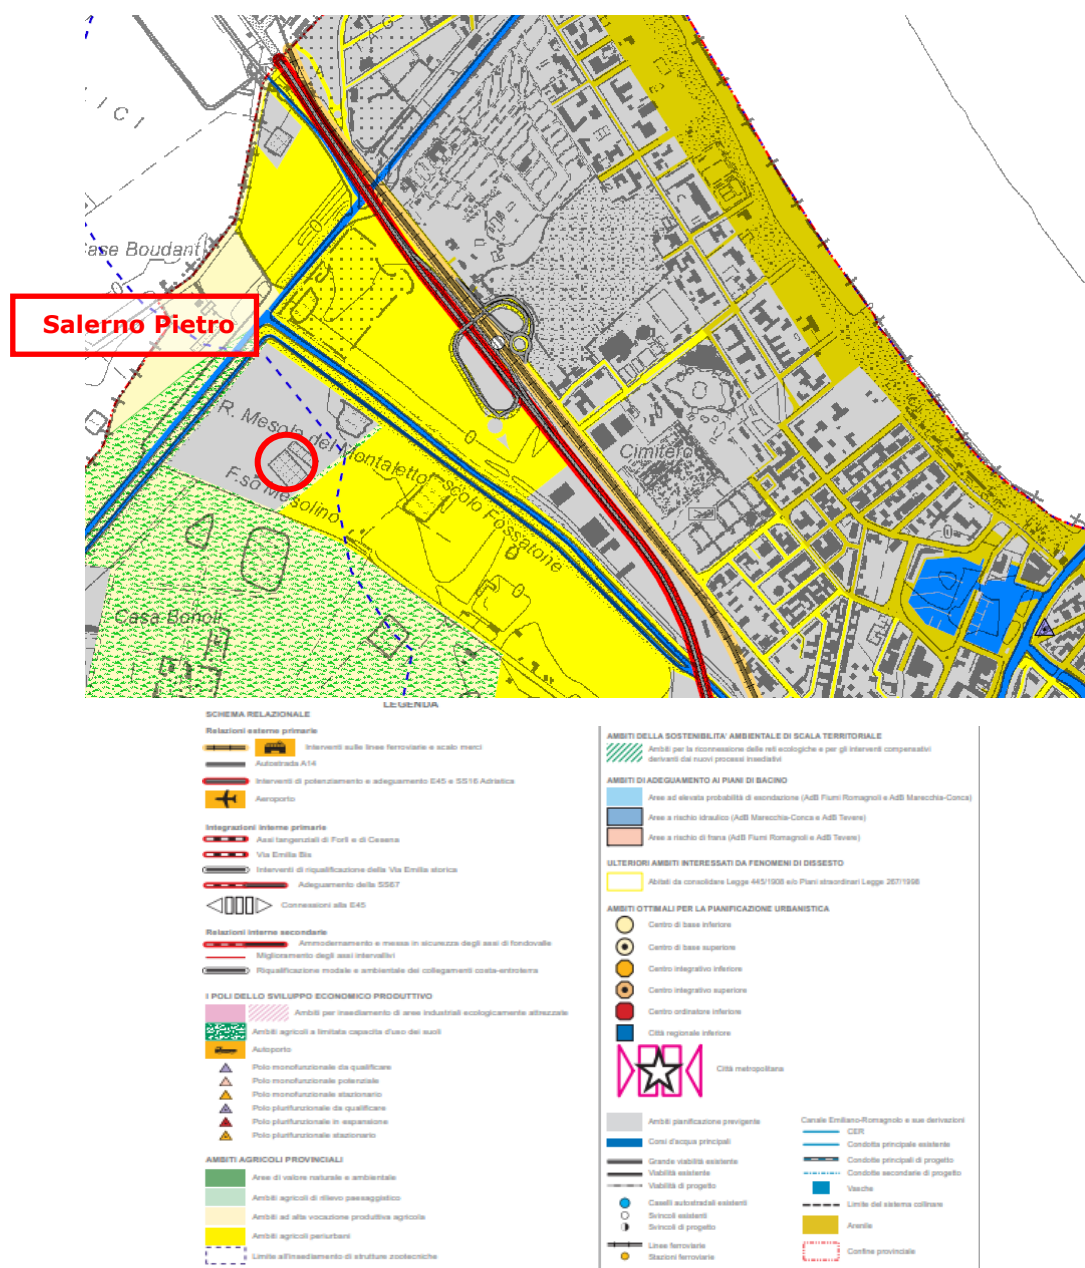 I C I
A
G
ase Boudant
Salerno Pietro
R. Mesola del Montaletto
scolo Fossatone
F.so Mesolino
Cimitero
Casa Bonoli
LEGENDA
SCHEMA RELAZIONALE
Relazioni esterne primarie
Interventi sulle linee ferroviarie e scalo merci
Autostrada A14
Interventi di potenziamento e adeguamento E45 e SS16 Adriatica
Aeroporto
Integrazioni interne primarie
Assi tangenziali di Forlì e di Cesena
Via Emilia Bis
Interventi di riqualificazione della Via Emilia storica
Adeguamento della SS67
Connessioni alla E45
Relazioni interne secondarie
Ammodernamento e messa in sicurezza degli assi di fondovalle
Miglioramento degli assi intervallivi
Riqualificazione modale e ambientale dei collegamenti costa-entroterra
I POLI DELLO SVILUPPO ECONOMICO PRODUTTIVO
Ambiti per insediamento di aree industriali ecologicamente attrezzate
Ambiti agricoli a limitata capacita d'uso dei suoli
Autoporto
Polo monofunzionale da qualificare
Polo monofunzionale potenziale
Polo monofunzionale stazionario
Polo plurifunzionale da qualificare
Polo plurifunzionale in espansione
Polo plurifunzionale stazionario
AMBITI AGRICOLI PROVINCIALI
Aree di valore naturale e ambientale
Ambiti agricoli di rilievo paesaggistico
Ambiti ad alta vocazione produttiva agricola
Ambiti agricoli periurbani
Limite all'insediamento di strutture zootecniche
AMBITI DELLA SOSTENIBILITA' AMBIENTALE DI SCALA TERRITORIALE
Ambiti per la riconnessione delle reti ecologiche e per gli interventi compensativi
derivanti dai nuovi processi insediativi
AMBITI DI ADEGUAMENTO AI PIANI DI BACINO
Aree ad elevata probabilità di esondazione (AdB Fiumi Romagnoli e AdB Marecchia-Conca)
Aree a rischio idraulico (AdB Marecchia-Conca e AdB Tevere)
Aree a rischio di frana (AdB Fiumi Romagnoli e AdB Tevere)
ULTERIORI AMBITI INTERESSATI DA FENOMENI DI DISSESTO
Abitati da consolidare Legge 445/1908 e/o Piani straordinari Legge 267/1998
AMBITI OTTIMALI PER LA PIANIFICAZIONE URBANISTICA
Centro di base inferiore
Centro di base superiore
Centro integrativo inferiore
Centro integrativo superiore
Centro ordinatore inferiore
Città regionale inferiore
Città metropolitana
Ambiti pianificazione previgente
Corsi d'acqua principali
Grande viabilità esistente
Viabilità esistente
Viabilità di progetto
Caselli autostradali esistenti
Svincoli esistenti
Svincoli di progetto
Linee ferroviarie
Stazioni ferroviarie
Canale Emiliano-Romagnolo e sue derivazioni
CER
Condotta principale esistente
Condotte principali di progetto
Condotte secondarie di progetto
Vasche
Limite del sistema collinare
Arenile
Confine provinciale